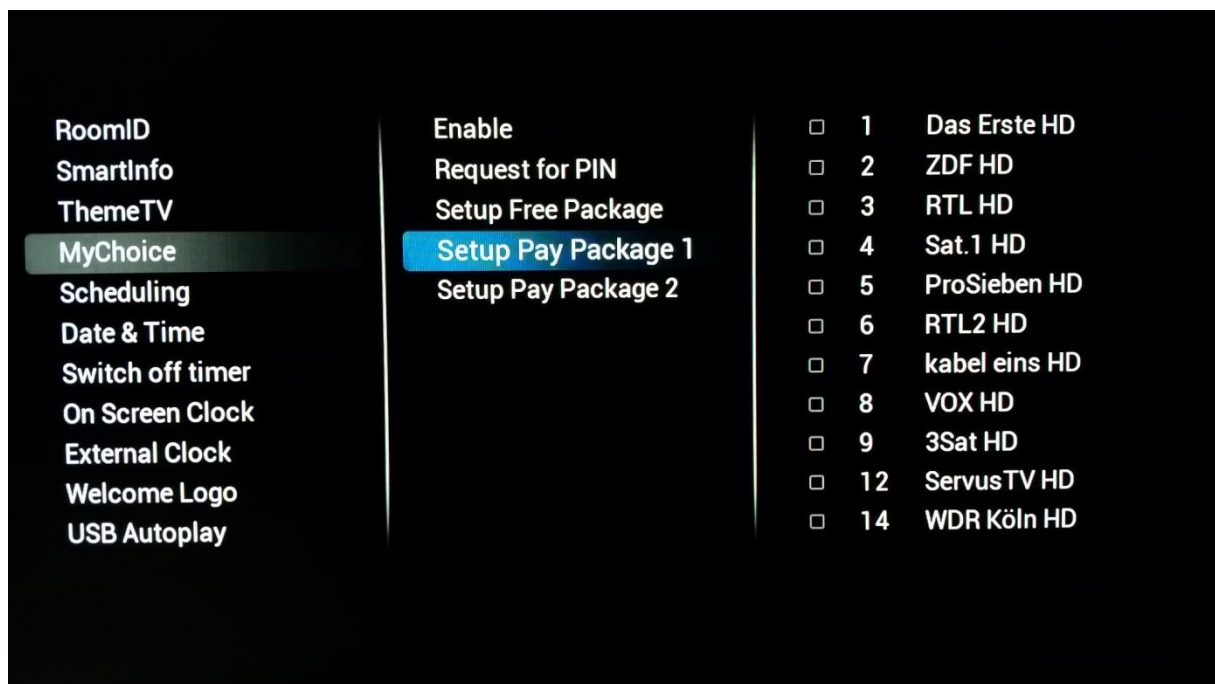 RoomID
SmartInfo
ThemeTV
MyChoice
Scheduling
Date & Time
Switch off timer
On Screen Clock
External Clock
Welcome Logo
USB Autoplay
Enable
Request for PIN
Setup Free Package
Setup Pay Package 1
Setup Pay Package 2
1 Das Erste HD
2 ZDF HD
3 RTL HD
4 Sat.1 HD
5 ProSieben HD
6 RTL2 HD
7 kabel eins HD
8 VOX HD
9 3Sat HD
12 ServusTV HD
14 WDR Köln HD